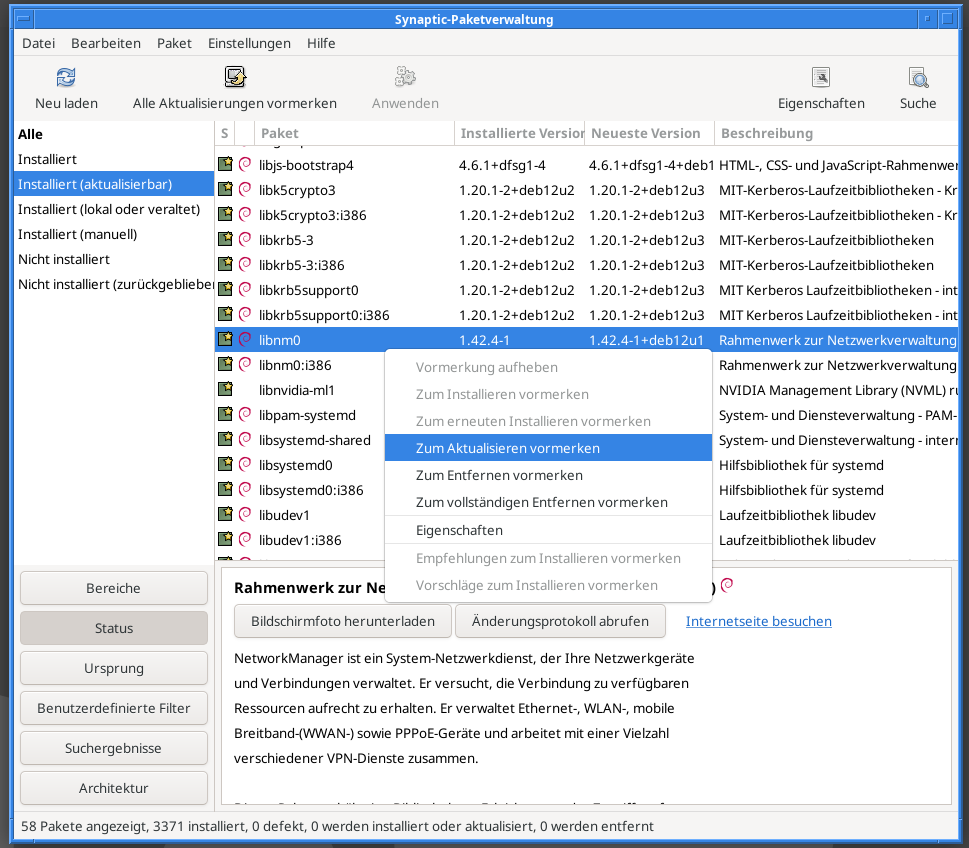 Synaptic-Paketverwaltung
Datei Bearbeiten Paket Einstellungen Hilfe
Neu laden Alle Aktualisierungen vormerken Anwenden Eigenschaften Suche
Alle
Installiert
Installiert (aktualisierbar)
Installiert (lokal oder veraltet)
Installiert (manuell)
Nicht installiert
Nicht installiert (zurückgeblieben
S Paket Installierte Version Neueste Version Beschreibung
libjs-bootstrap4 4.6.1+dfsg1-4 4.6.1+dfsg1-4+deb1 HTML-, CSS- und JavaScript-Rahmenwer
libk5crypto3 1.20.1-2+deb12u2 1.20.1-2+deb12u3 MIT-Kerberos-Laufzeitbibliotheken - Kr
libk5crypto3:i386 1.20.1-2+deb12u2 1.20.1-2+deb12u3 MIT-Kerberos-Laufzeitbibliotheken - Kr
libkrb5-3 1.20.1-2+deb12u2 1.20.1-2+deb12u3 MIT-Kerberos-Laufzeitbibliotheken
libkrb5-3:i386 1.20.1-2+deb12u2 1.20.1-2+deb12u3 MIT-Kerberos-Laufzeitbibliotheken
libkrb5support0 1.20.1-2+deb12u2 1.20.1-2+deb12u3 MIT Kerberos Laufzeitbibliotheken - int
libkrb5support0:i386 1.20.1-2+deb12u2 1.20.1-2+deb12u3 MIT Kerberos Laufzeitbibliotheken - int
libnm0 1.42.4-1 1.42.4-1+deb12u1 Rahmenwerk zur Netzwerkverwaltung
libnm0:i386 Rahmenwerk zur Netzwerkverwaltung
libnvidia-ml1 NVIDIA Management Library (NVML) ru
libpam-systemd System- und Diensteverwaltung - PAM-
libsystemd-shared System- und Diensteverwaltung - intern
libsystemd0 Hilfsbibliothek für systemd
libsystemd0:i386 Hilfsbibliothek für systemd
libudev1 Laufzeitbibliothek libudev
libudev1:i386 Laufzeitbibliothek libudev
Vormerkung aufheben
Zum Installieren vormerken
Zum erneuten Installieren vormerken
Zum Aktualisieren vormerken
Zum Entfernen vormerken
Zum vollständigen Entfernen vormerken
Eigenschaften
Empfehlungen zum Installieren vormerken
Vorschläge zum Installieren vormerken
Bereiche
Status
Ursprung
Benutzerdefinierte Filter
Suchergebnisse
Architektur
Rahmenwerk zur Ne )
Bildschirmfoto herunterladen Änderungsprotokoll abrufen Internetseite besuchen
NetworkManager ist ein System-Netzwerkdienst, der Ihre Netzwerkgeräte
und Verbindungen verwaltet. Er versucht, die Verbindung zu verfügbaren
Ressourcen aufrecht zu erhalten. Er verwaltet Ethernet-, WLAN-, mobile
Breitband-(WWAN-) sowie PPPoE-Geräte und arbeitet mit einer Vielzahl
verschiedener VPN-Dienste zusammen.
58 Pakete angezeigt, 3371 installiert, 0 defekt, 0 werden installiert oder aktualisiert, 0 werden entfernt